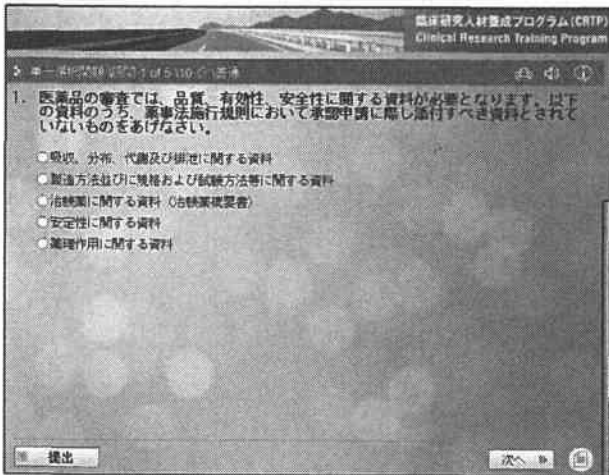 臨床研究人材養成プログラム(CRTP)
Clinical Research Training Program
1. 医薬品の審査では、品質、有効性、安全性に関する資料が必要となります。以下
の資料のうち、薬事法施行規則において承認申請に際し添付すべき資料とされて
いないものをあげなさい。
吸収、分布、代謝及び排泄に関する資料
製造方法並びに規格および試験方法等に関する資料
治験薬に関する資料(治験薬概要書)
安定性に関する資料
薬理作用に関する資料
提出
次へ